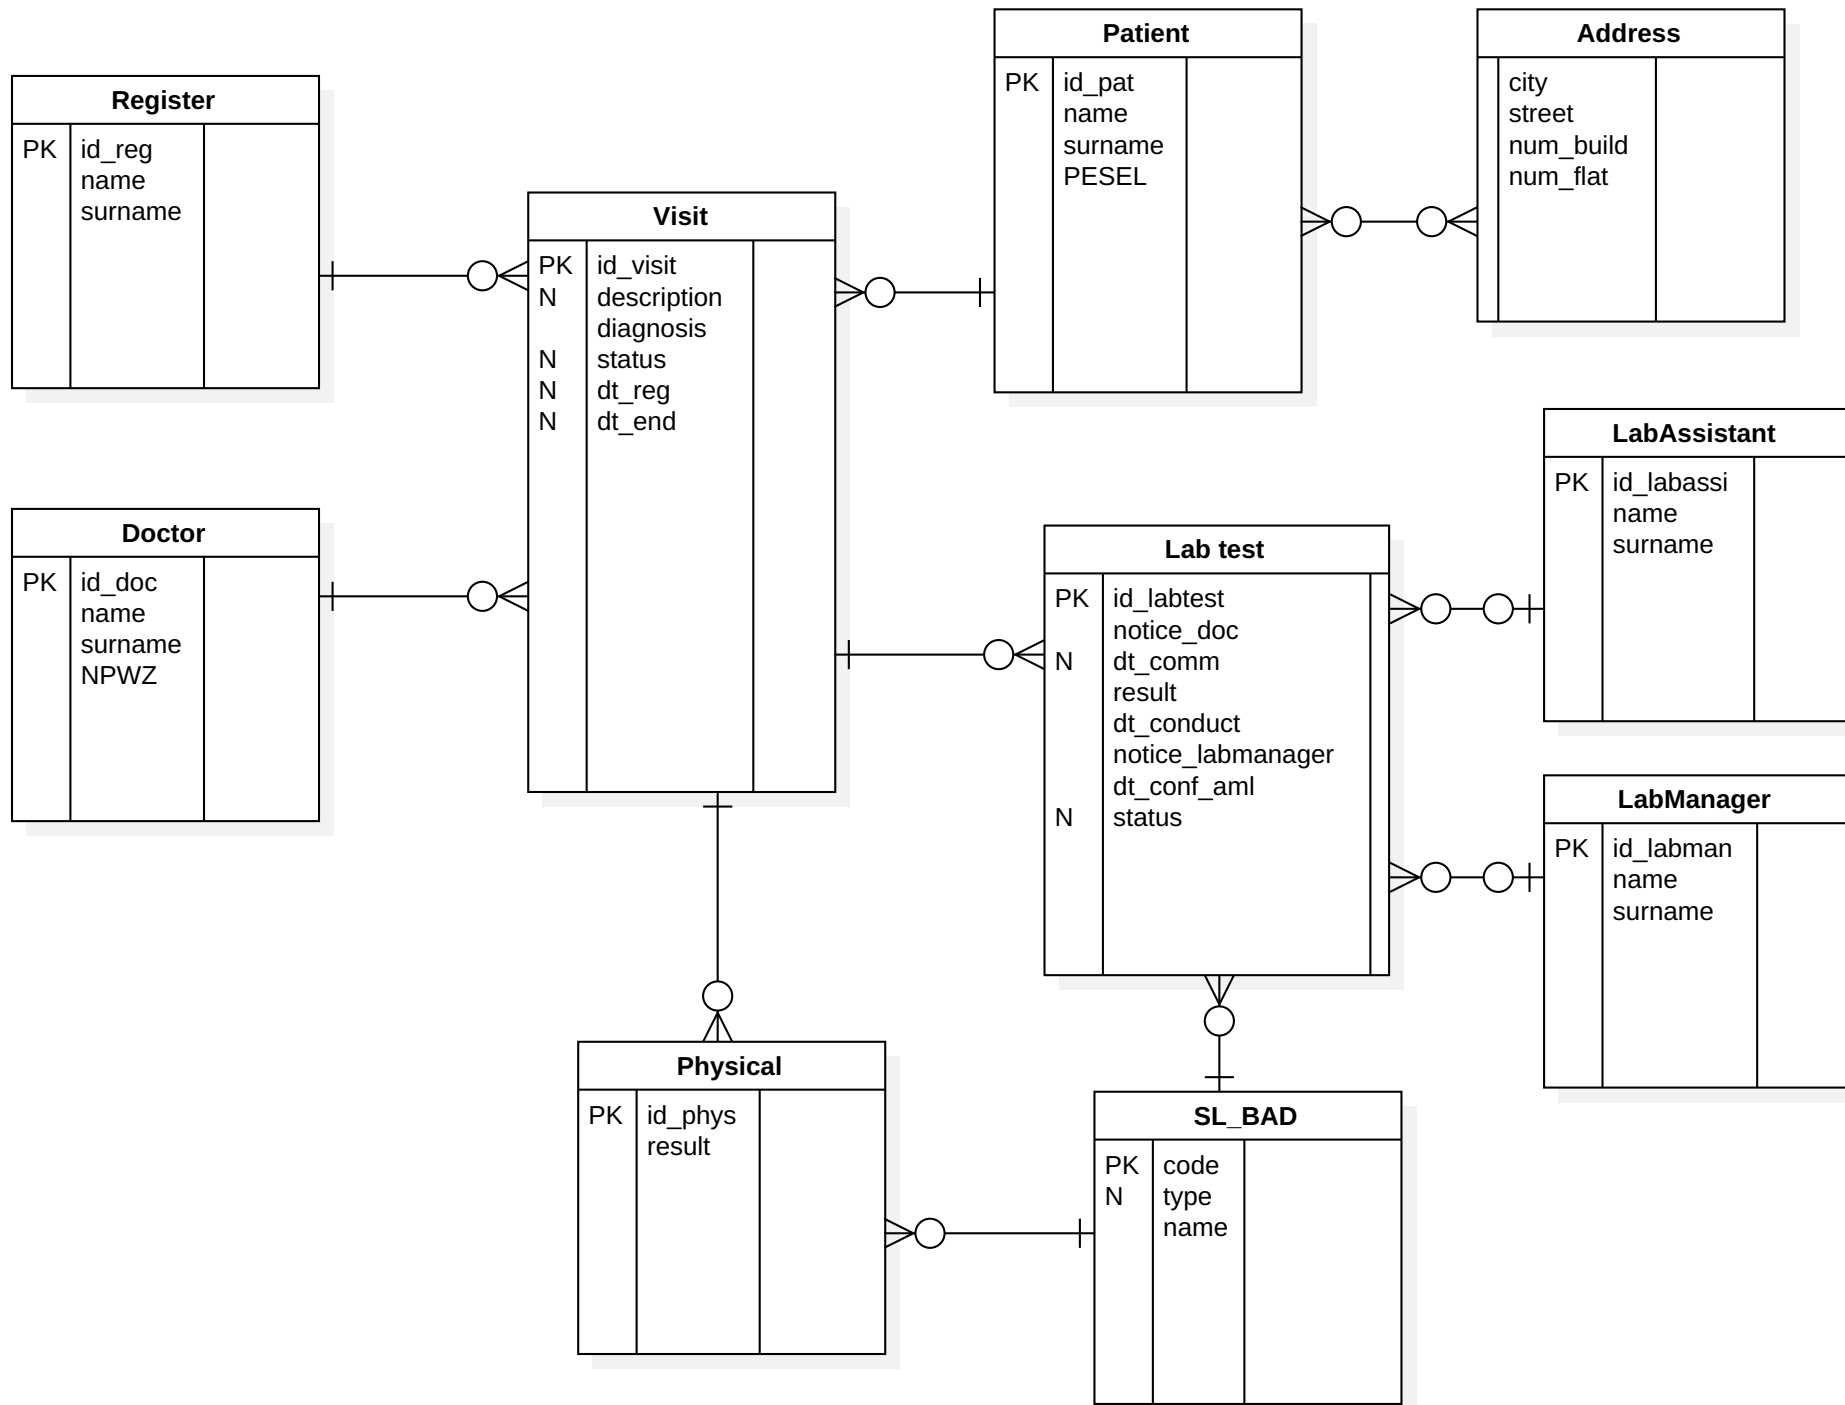 Register
PK id_reg
name
surname
Doctor
PK id_doc
name
surname
NPWZ
Visit
PK id_visit
N description
diagnosis
N status
N dt_reg
N dt_end
Patient
PK id_pat
name
surname
PESEL
Address
city
street
num_build
num_flat
Lab test
PK id_labtest
notice_doc
N dt_comm
result
dt_conduct
notice_labmanager
dt_conf_aml
N status
LabAssistant
PK id_labassi
name
surname
LabManager
PK id_labman
name
surname
Physical
PK id_phys
result
SL_BAD
PK code
N type
name